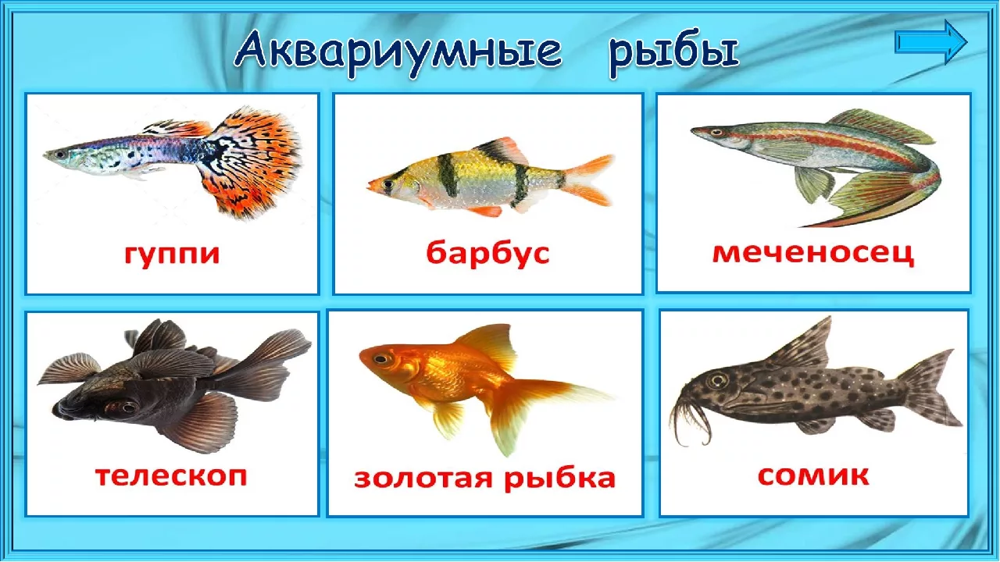 Аквариумные рыбы
гуппи
барбус
меченосец
телескоп
золотая рыбка
сомик